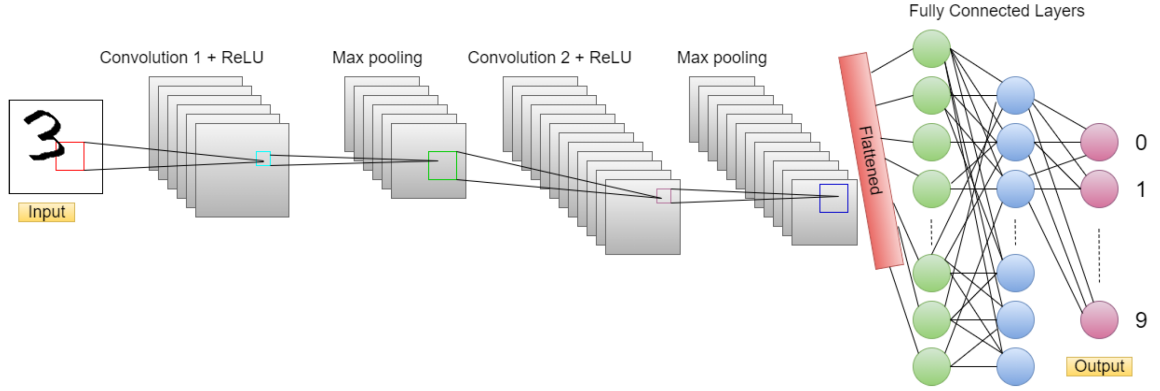 Fully Connected Layers
Convolution 1 + ReLU
Max pooling
Convolution 2 + ReLU
Max pooling
3
Input
Flattened
0
1
9
Output